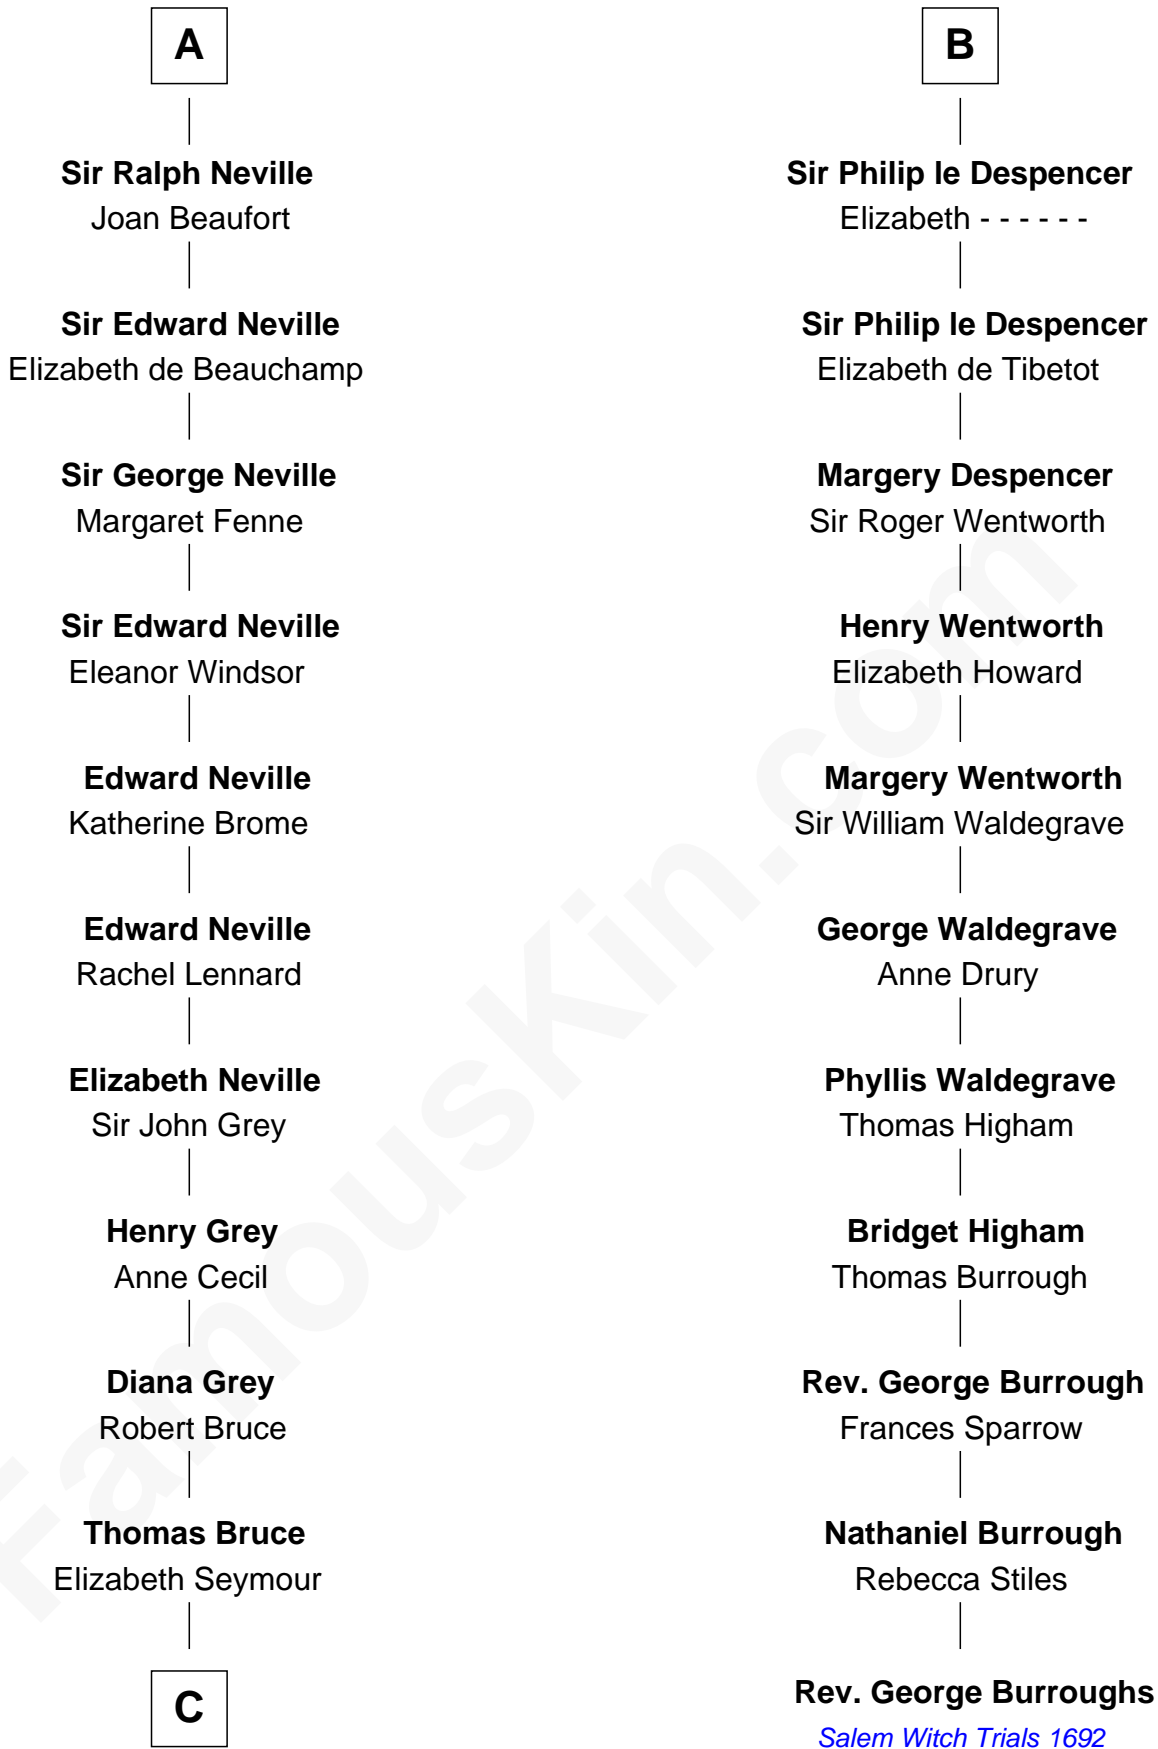 A
Sir Ralph Neville
Joan Beaufort
Sir Edward Neville
Elizabeth de Beauchamp
Sir George Neville
Margaret Fenne
Sir Edward Neville
Eleanor Windsor
Edward Neville
Katherine Brome
Edward Neville
Rachel Lennard
Elizabeth Neville
Sir John Grey
Henry Grey
Anne Cecil
Diana Grey
Robert Bruce
Thomas Bruce
Elizabeth Seymour
C
B
Sir Philip le Despencer
Elizabeth - - - - - -
Sir Philip le Despencer
Elizabeth de Tibetot
Margery Despencer
Sir Roger Wentworth
Henry Wentworth
Elizabeth Howard
Margery Wentworth
Sir William Waldegrave
George Waldegrave
Anne Drury
Phyllis Waldegrave
Thomas Higham
Bridget Higham
Thomas Burrough
Rev. George Burrough
Frances Sparrow
Nathaniel Burrough
Rebecca Stiles
Rev. George Burroughs
Salem Witch Trials 1692
FamousKin.com